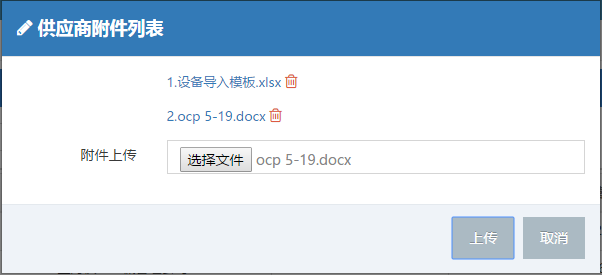 供应商附件列表
1.设备导入模板.xlsx
2.ocp 5-19.docx
附件上传 选择文件 ocp 5-19.docx
上传 取消